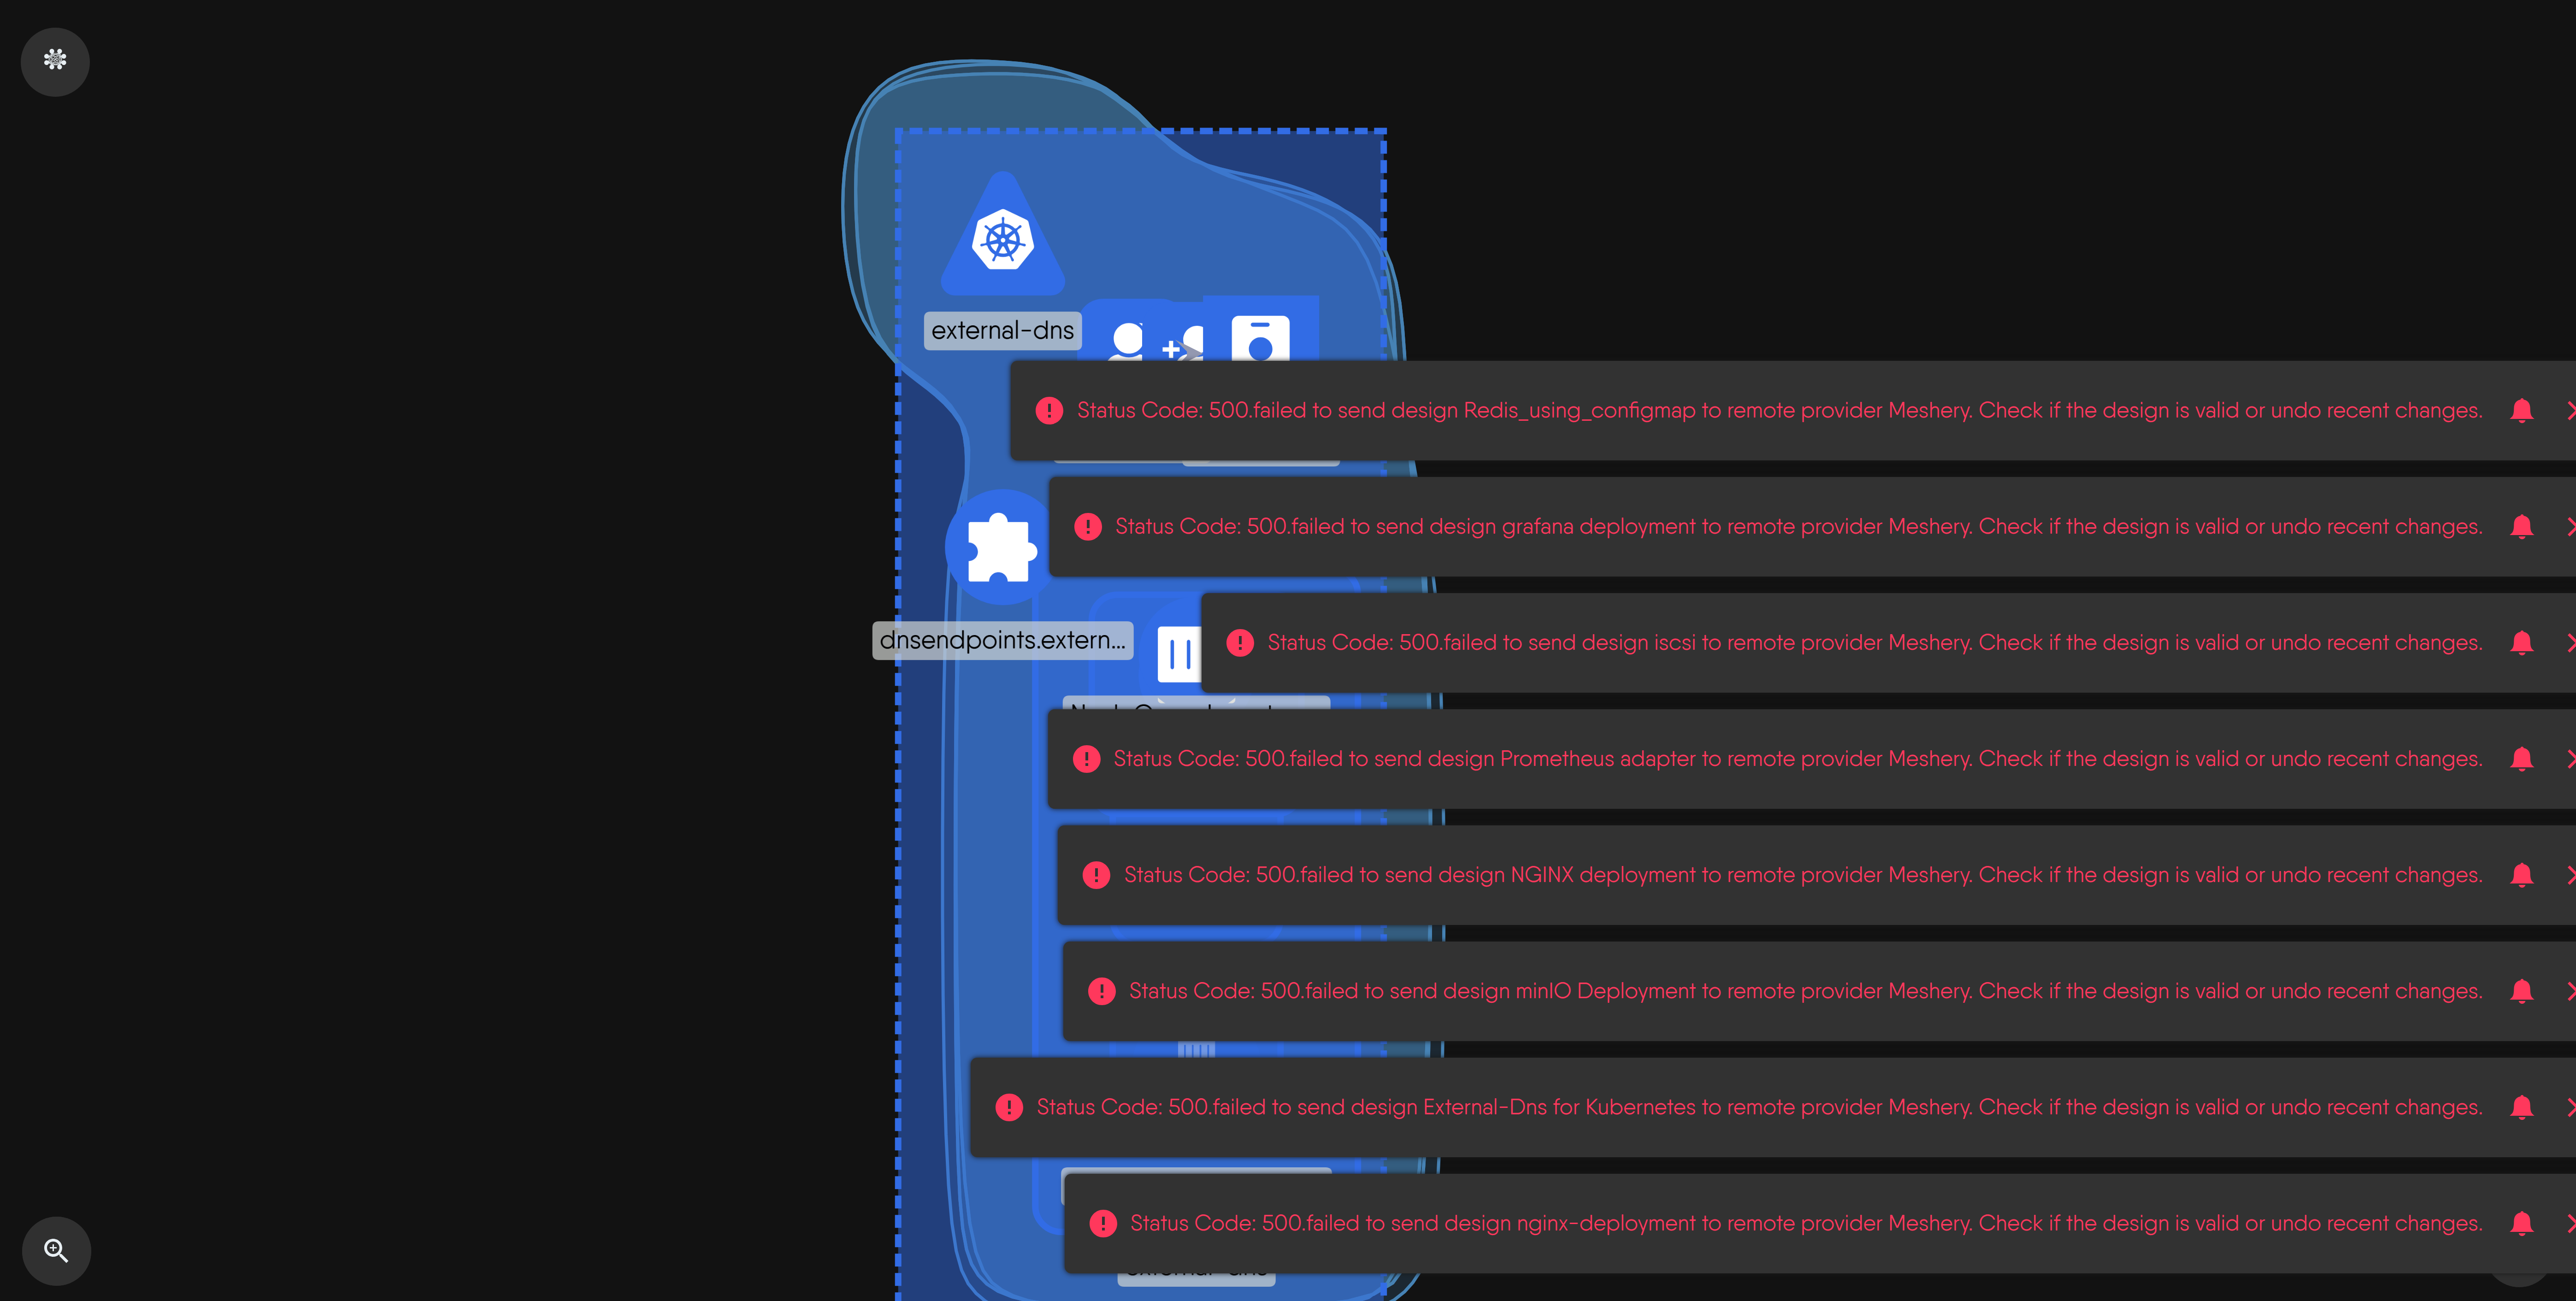 external-dns
Status Code: 500.failed to send design Redis_using_configmap to remote provider Meshery. Check if the design is valid or undo recent changes.
Status Code: 500.failed to send design grafana deployment to remote provider Meshery. Check if the design is valid or undo recent changes.
dnsendpoints.extern...
Status Code: 500.failed to send design iscsi to remote provider Meshery. Check if the design is valid or undo recent changes.
Status Code: 500.failed to send design Prometheus adapter to remote provider Meshery. Check if the design is valid or undo recent changes.
Status Code: 500.failed to send design NGINX deployment to remote provider Meshery. Check if the design is valid or undo recent changes.
Status Code: 500.failed to send design minIO Deployment to remote provider Meshery. Check if the design is valid or undo recent changes.
Status Code: 500.failed to send design External-Dns for Kubernetes to remote provider Meshery. Check if the design is valid or undo recent changes.
Status Code: 500.failed to send design nginx-deployment to remote provider Meshery. Check if the design is valid or undo recent changes.